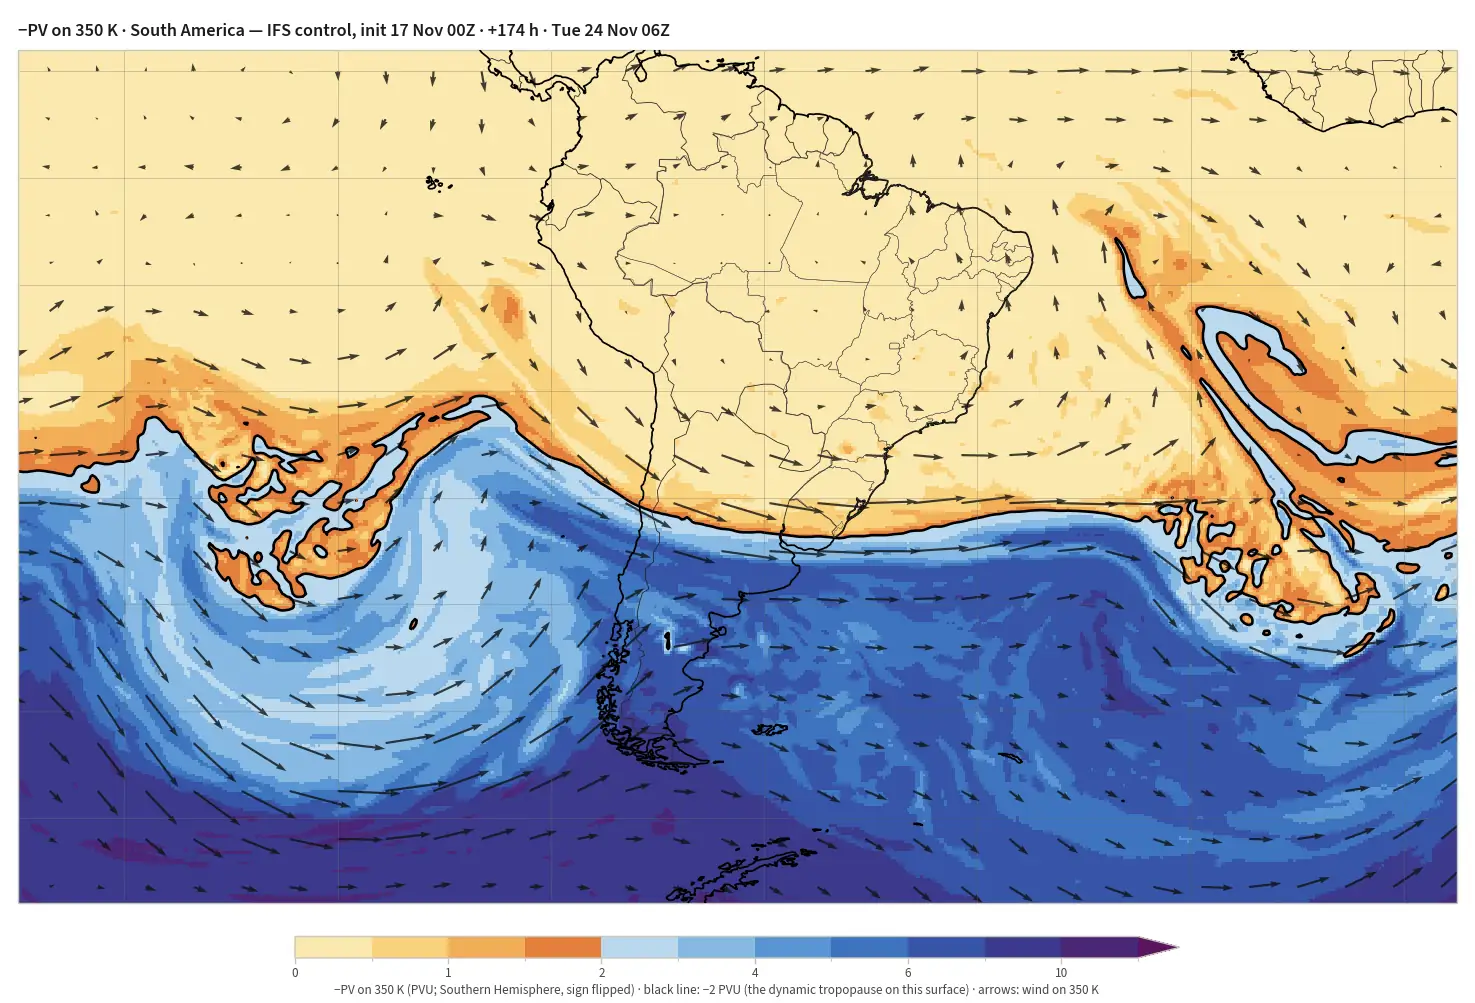 −PV on 350 K · South America — IFS control, init 17 Nov 00Z · +174 h · Tue 24 Nov 06Z
0 1 2 4 6 10
−PV on 350 K (PVU; Southern Hemisphere, sign flipped) · black line: −2 PVU (the dynamic tropopause on this surface) · arrows: wind on 350 K